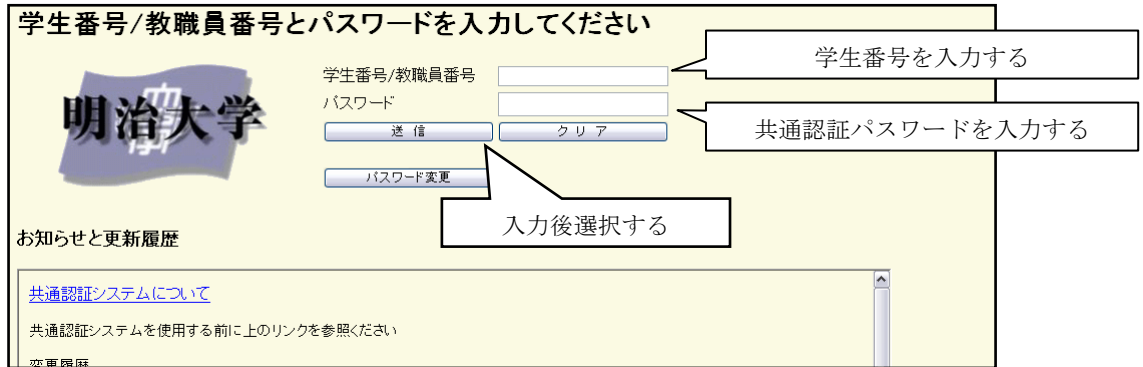 学生番号/教職員番号とパスワードを入力してください
学生番号/教職員番号
学生番号を入力する
明治大学
パスワード
共通認証パスワードを入力する
送 信
ク リ ア
パスワード変更
入力後選択する
お知らせと更新履歴
共通認証システムについて
共通認証システムを使用する前に上のリンクを参照ください
変更履歴